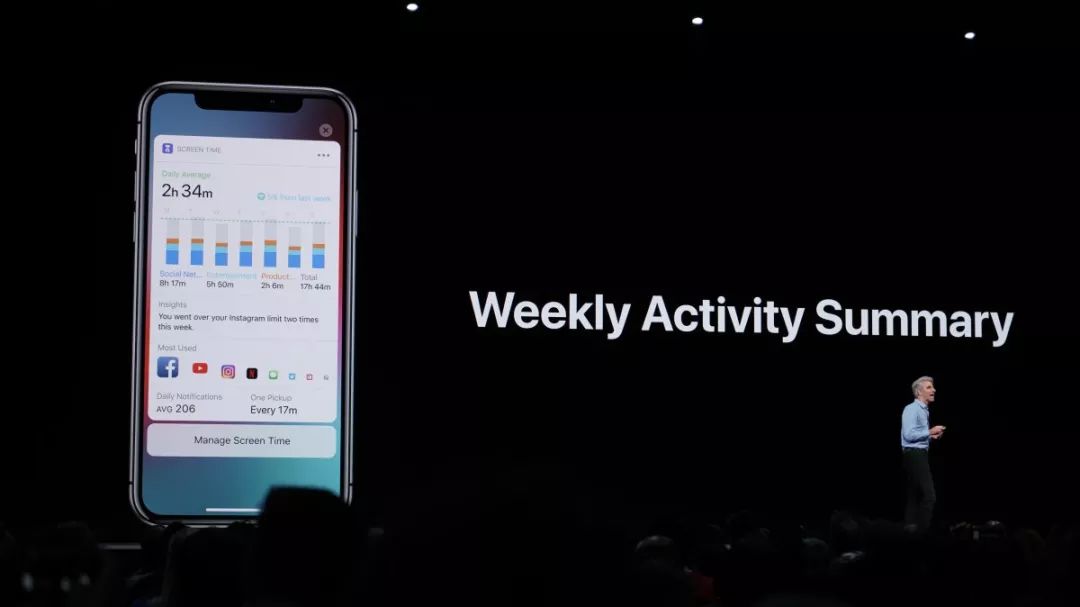 SCREEN TIME
Daily Average
2h 34m
5% from last week
Social Net... Entertainment Product... Total
8h 17m 5h 50m 2h 6m 17h 44m
Insights
You went over your Instagram limit two times
this week.
Most Used
Daily Notifications One Pickup
AVG 206 Every 17m
Manage Screen Time
Weekly Activity Summary